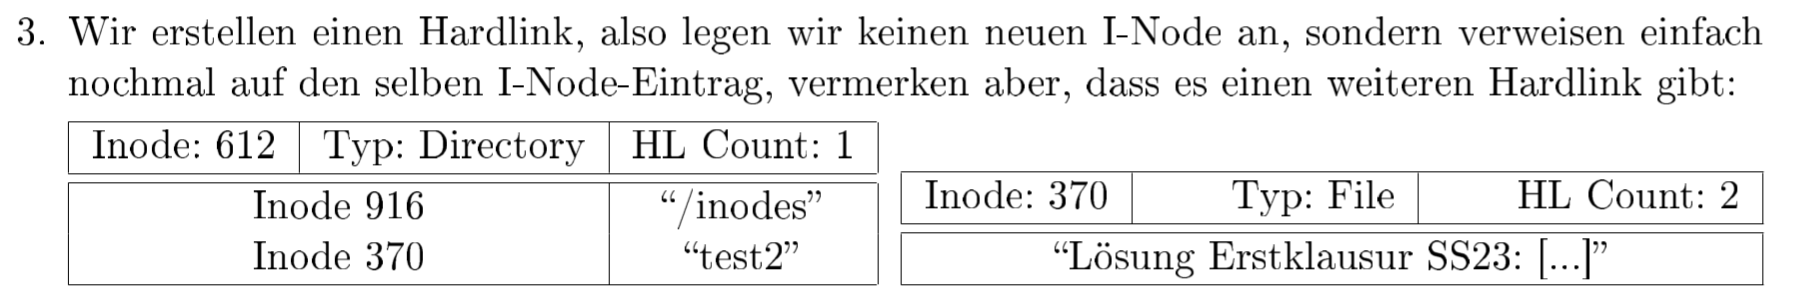 3. Wir erstellen einen Hardlink, also legen wir keinen neuen I-Node an, sondern verweisen einfach
nochmal auf den selben I-Node-Eintrag, vermerken aber, dass es einen weiteren Hardlink gibt:
Inode: 612 Typ: Directory HL Count: 1
Inode 916 “/inodes”
Inode 370 “test2”
Inode: 370 Typ: File HL Count: 2
“Lösung Erstklausur SS23: [...]”